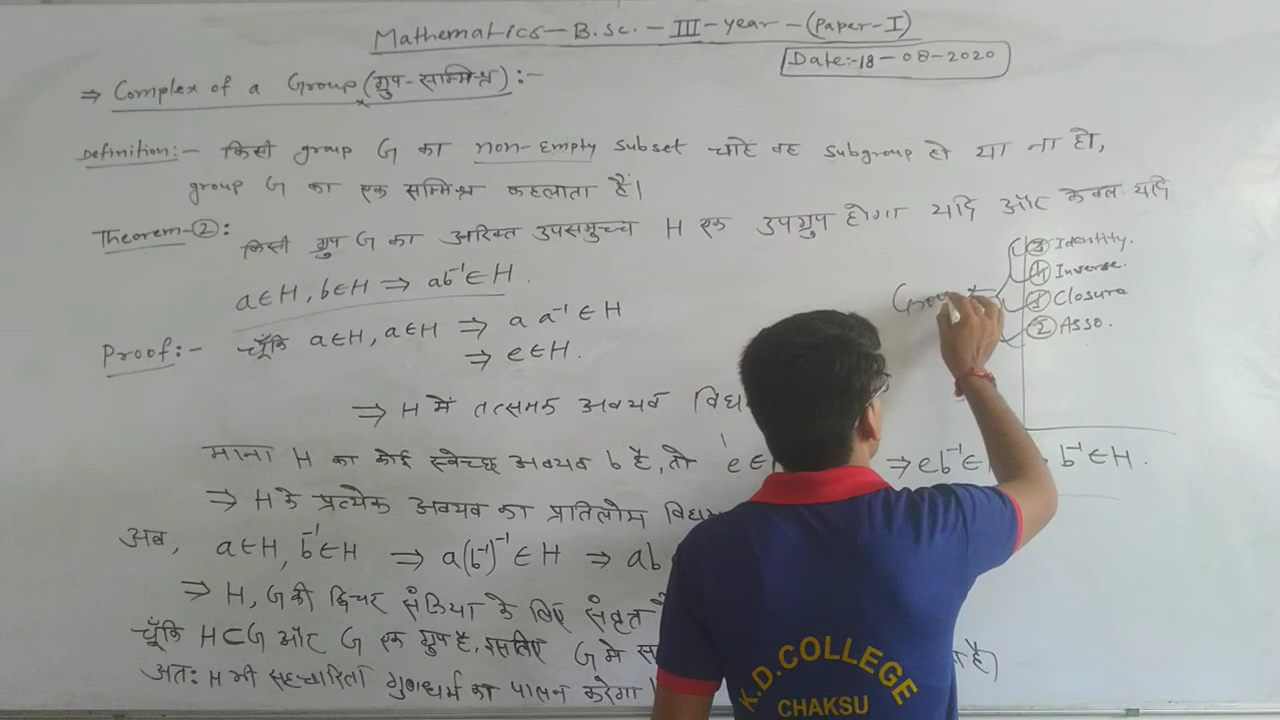 Mathematics-B.Sc.-III-year-(Paper-I)
Date:-18-08-2020
⇒ Complex of a Group (ग्रुप-सम्मिश्र) :-
Definition:- किसी group G का non-Empty subset चाहे वह subgroup हो या ना हो,
group G का एक सम्मिश्र कहलाता है।
Theorem-②: किसी ग्रुप G का अरिक्त उपसमुच्च H एक उपग्रुप होगा यदि और केवल यदि
a∈H, b∈H ⇒ ab⁻¹∈H.
Proof:- चूँकि a∈H, a∈H ⇒ a a⁻¹∈H
⇒ e∈H.
⇒ H में तत्समक अवयव
माना H का कोई स्वेच्छ अवयव b है, तो e∈ ⇒ eb⁻¹∈ b⁻¹∈H.
⇒ H के प्रत्येक अवयव का प्रतिलोम
अब, a∈H, b⁻¹∈H ⇒ a(b⁻¹)⁻¹∈H ⇒ ab
⇒ H, G की द्विचर संक्रिया के लिए संवृत
चूँकि H⊂G और G एक ग्रुप है, इसलिए G में
अतः H भी सहचारिता गुणधर्म का पालन करेगा
③ Identity.
④ Inverse.
① Closure
② Asso.
K.D.COLLEGE
CHAKSU